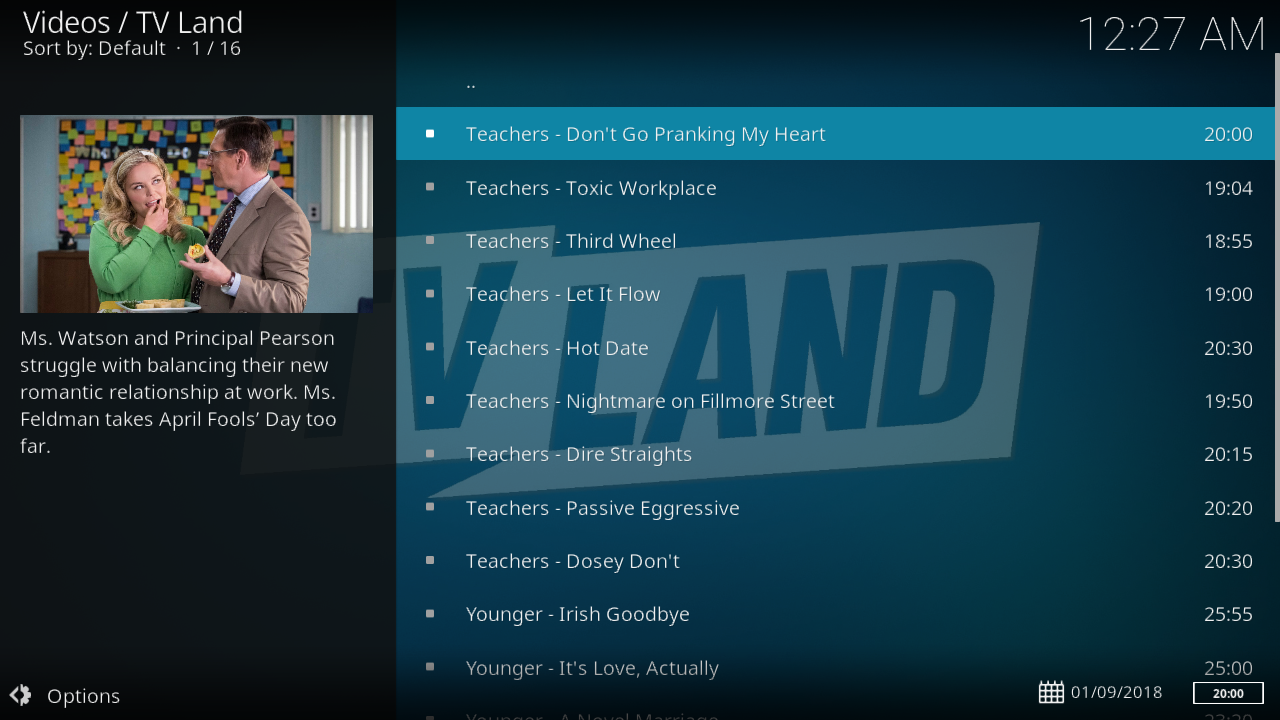 Videos / TV Land
Sort by: Default · 1 / 16
12:27 AM
..
Teachers - Don't Go Pranking My Heart 20:00
Teachers - Toxic Workplace 19:04
Teachers - Third Wheel 18:55
Teachers - Let It Flow 19:00
Teachers - Hot Date 20:30
Teachers - Nightmare on Fillmore Street 19:50
Teachers - Dire Straights 20:15
Teachers - Passive Eggressive 20:20
Teachers - Dosey Don't 20:30
Younger - Irish Goodbye 25:55
Younger - It's Love, Actually 25:00
Younger - A Novel Marriage
TV LAND
Ms. Watson and Principal Pearson
struggle with balancing their new
romantic relationship at work. Ms.
Feldman takes April Fools’ Day too
far.
Options
01/09/2018
20:00